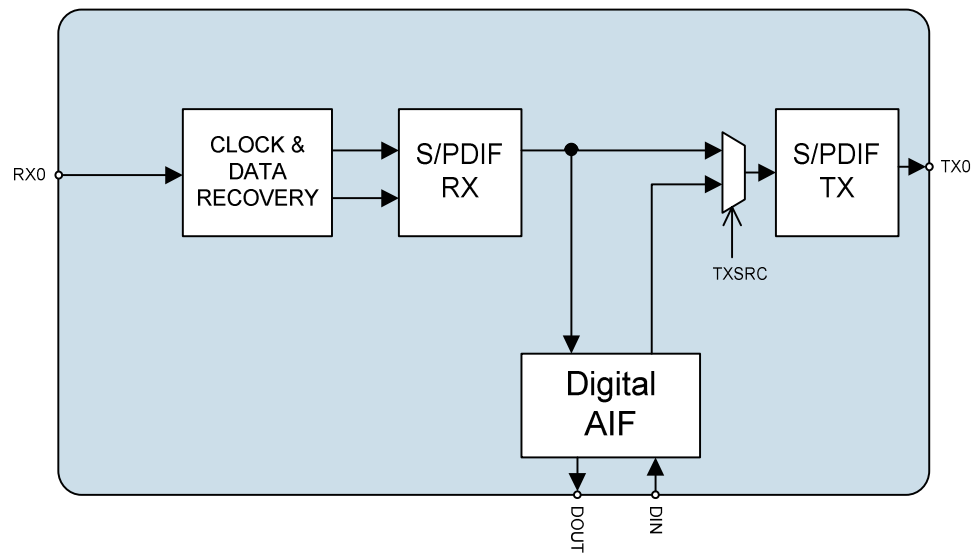 RX0
CLOCK &
DATA
RECOVERY
S/PDIF
RX
S/PDIF
TX
TX0
TXSRC
Digital
AIF
DOUT
DIN